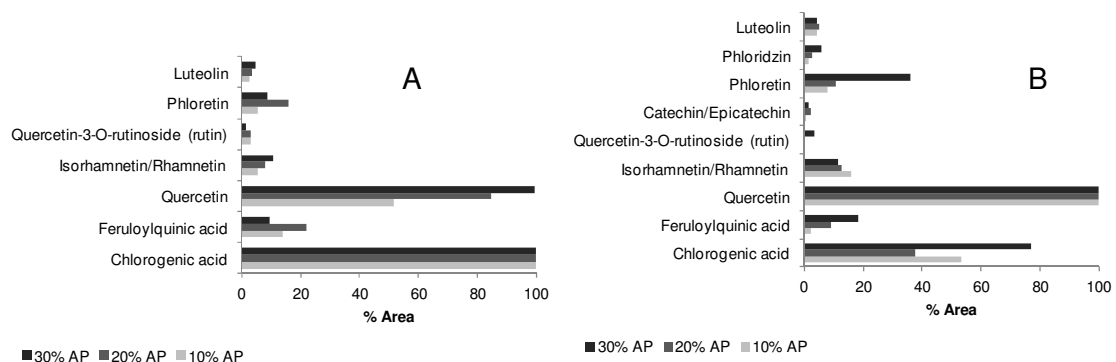 A
Luteolin
Phloretin
Quercetin-3-O-rutinoside (rutin)
Isorhamnetin/Rhamnetin
Quercetin
Feruloylquinic acid
Chlorogenic acid
0 20 40 60 80 100
% Area
30% AP 20% AP 10% AP
B
Luteolin
Phloridzin
Phloretin
Catechin/Epicatechin
Quercetin-3-O-rutinoside (rutin)
Isorhamnetin/Rhamnetin
Quercetin
Feruloylquinic acid
Chlorogenic acid
0 20 40 60 80 100
% Area
30% AP 20% AP 10% AP